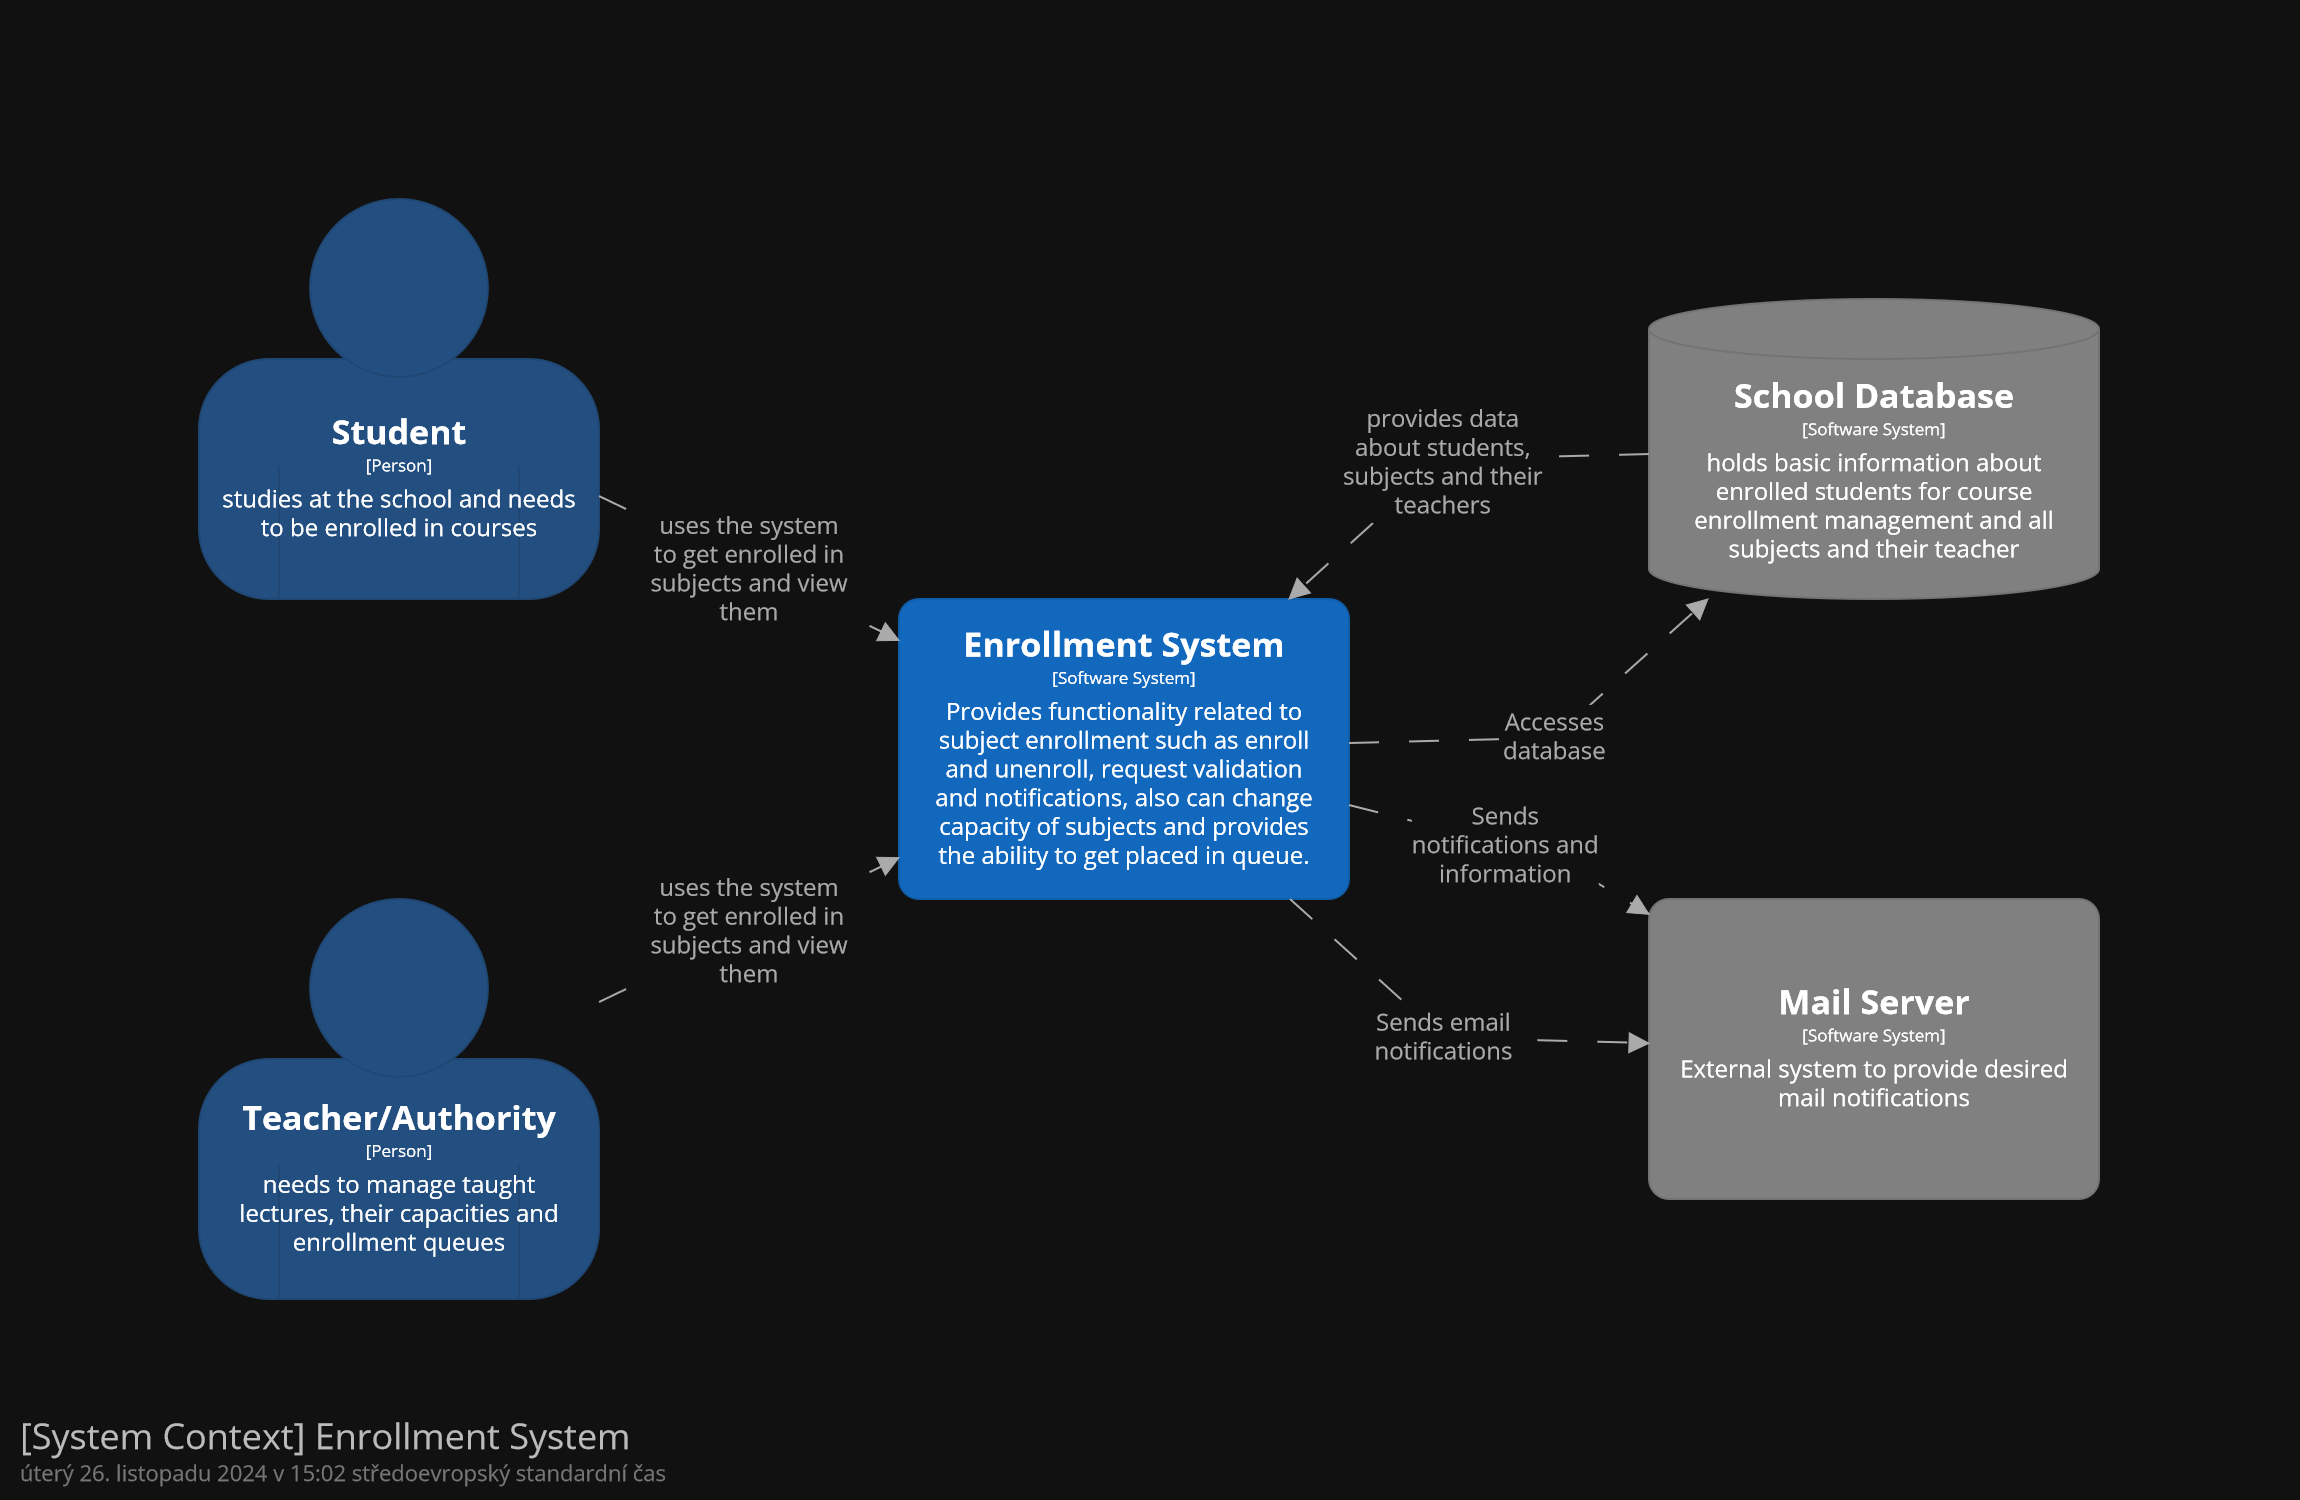 Student
[Person]
studies at the school and needs
to be enrolled in courses
uses the system
to get enrolled in
subjects and view
them
Teacher/Authority
[Person]
needs to manage taught
lectures, their capacities and
enrollment queues
uses the system
to get enrolled in
subjects and view
them
Enrollment System
[Software System]
Provides functionality related to
subject enrollment such as enroll
and unenroll, request validation
and notifications, also can change
capacity of subjects and provides
the ability to get placed in queue.
provides data
about students,
subjects and their
teachers
School Database
[Software System]
holds basic information about
enrolled students for course
enrollment management and all
subjects and their teacher
Accesses
database
Sends
notifications and
information
Sends email
notifications
Mail Server
[Software System]
External system to provide desired
mail notifications
[System Context] Enrollment System
úterý 26. listopadu 2024 v 15:02 středoevropský standardní čas